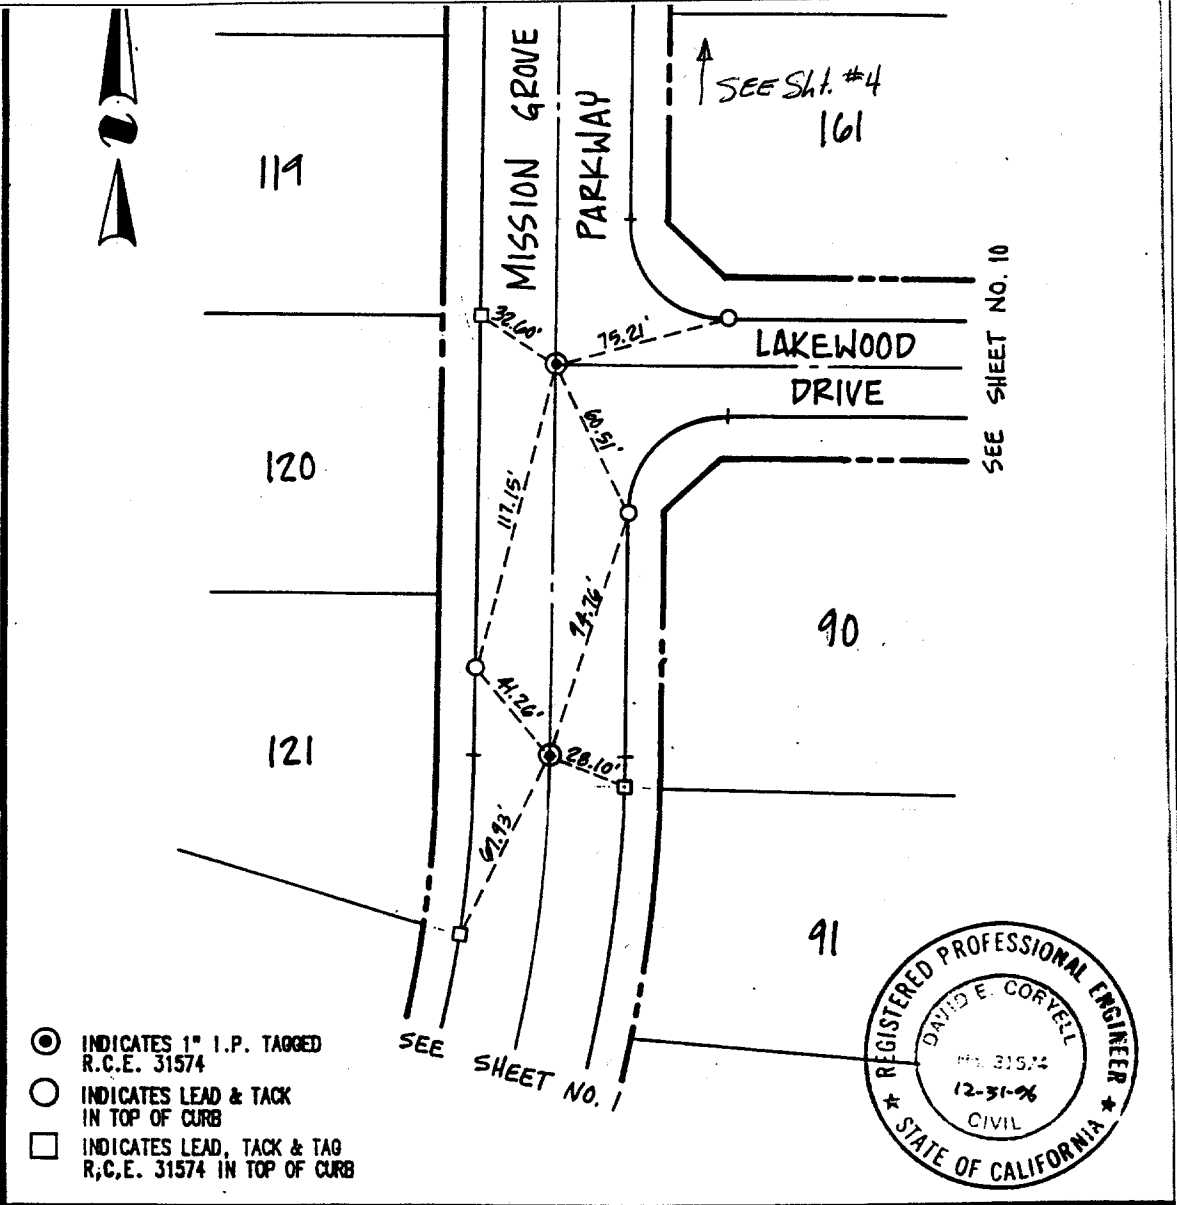 SEE Sht. #4
161
119
MISSION GROVE
PARKWAY
32.60'
75.21'
LAKEWOOD
DRIVE
SEE SHEET NO. 10
60.51'
120
117.15'
94.76'
90
41.26'
121
28.10'
67.93'
91
SEE SHEET NO. 1
INDICATES 1" I.P. TAGGED
R.C.E. 31574
INDICATES LEAD & TACK
IN TOP OF CURB
INDICATES LEAD, TACK & TAG
R.C.E. 31574 IN TOP OF CURB
REGISTERED PROFESSIONAL ENGINEER
DAVID E. CORYELL
31574
12-31-96
CIVIL
STATE OF CALIFORNIA